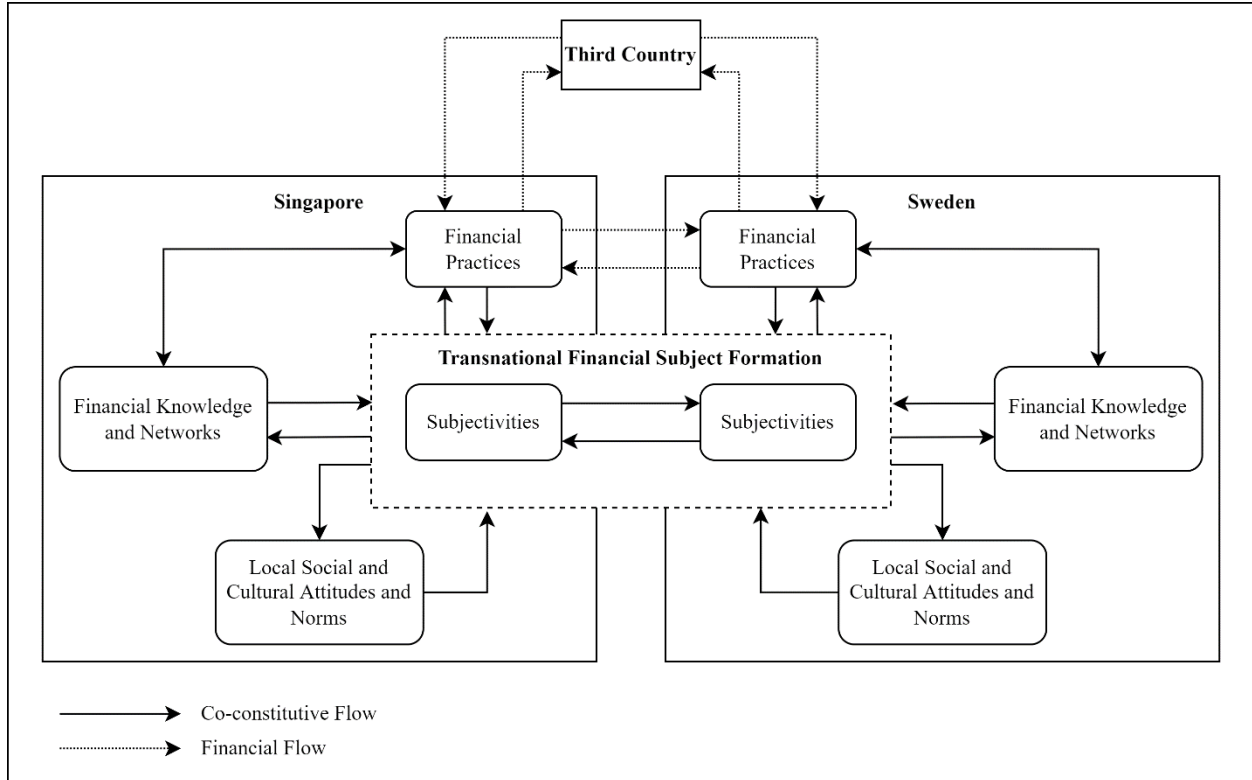 Third Country
Singapore
Sweden
Financial
Practices
Financial
Practices
Transnational Financial Subject Formation
Financial Knowledge
and Networks
Subjectivities
Subjectivities
Financial Knowledge
and Networks
Local Social and
Cultural Attitudes and
Norms
Local Social and
Cultural Attitudes and
Norms
Co-constitutive Flow
Financial Flow